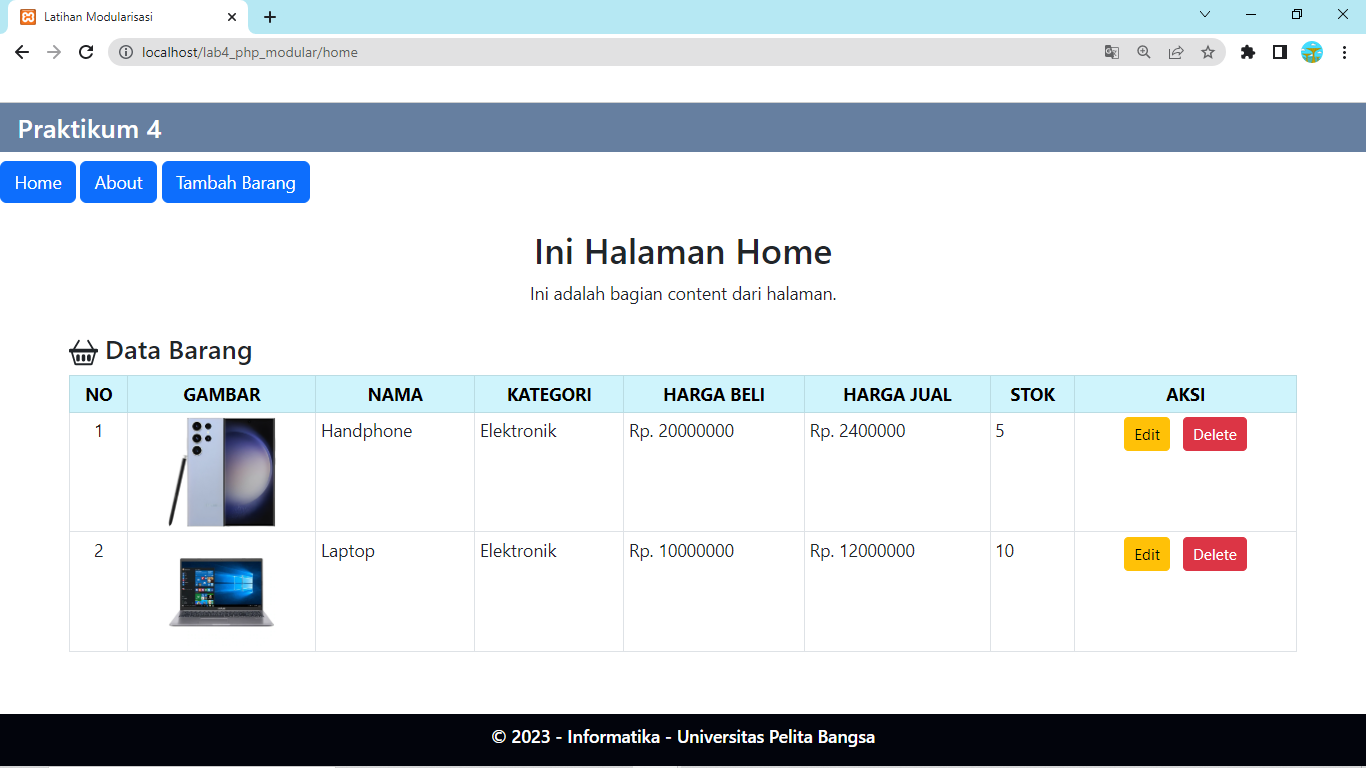 Latihan Modularisasi
localhost/lab4_php_modular/home
Praktikum 4
Home About Tambah Barang
Ini Halaman Home
Ini adalah bagian content dari halaman.
Data Barang
NO GAMBAR NAMA KATEGORI HARGA BELI HARGA JUAL STOK AKSI
1 Handphone Elektronik Rp. 20000000 Rp. 2400000 5 Edit Delete
2 Laptop Elektronik Rp. 10000000 Rp. 12000000 10 Edit Delete
© 2023 - Informatika - Universitas Pelita Bangsa